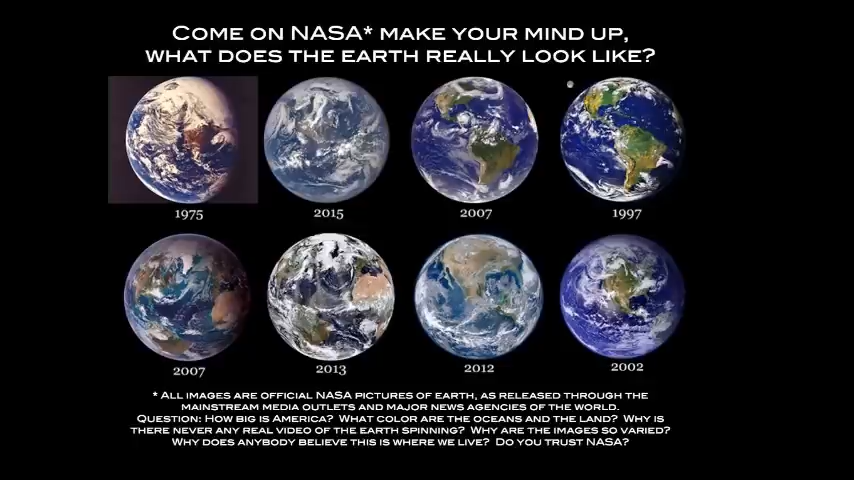 COME ON NASA* MAKE YOUR MIND UP,
WHAT DOES THE EARTH REALLY LOOK LIKE?
1975 2015 2007 1997
2007 2013 2012 2002
* ALL IMAGES ARE OFFICIAL NASA PICTURES OF EARTH, AS RELEASED THROUGH THE
MAINSTREAM MEDIA OUTLETS AND MAJOR NEWS AGENCIES OF THE WORLD.
QUESTION: HOW BIG IS AMERICA? WHAT COLOR ARE THE OCEANS AND THE LAND? WHY IS
THERE NEVER ANY REAL VIDEO OF THE EARTH SPINNING? WHY ARE THE IMAGES SO VARIED?
WHY DOES ANYBODY BELIEVE THIS IS WHERE WE LIVE? DO YOU TRUST NASA?